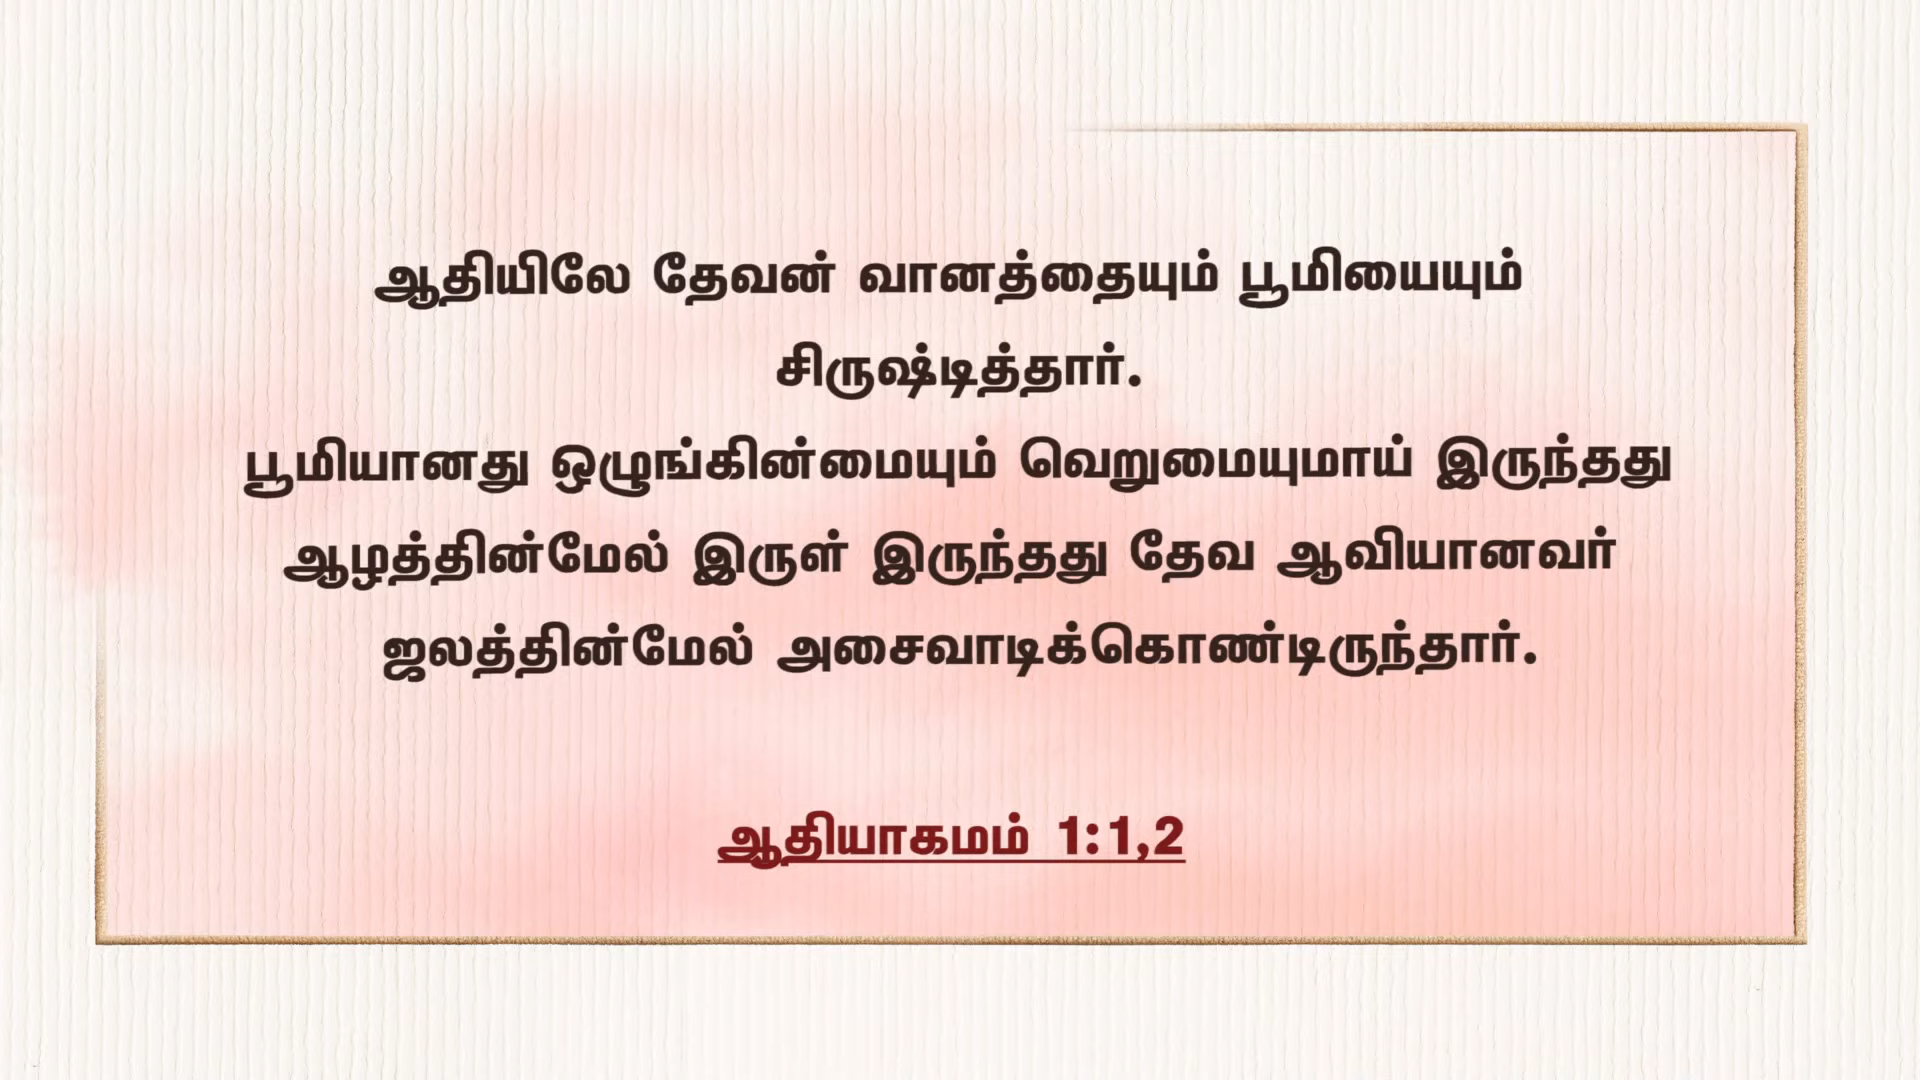 ஆதியிலே தேவன் வானத்தையும் பூமியையும்
சிருஷ்டித்தார்.
பூமியானது ஒழுங்கின்மையும் வெறுமையுமாய் இருந்தது
ஆழத்தின்மேல் இருள் இருந்தது தேவ ஆவியானவர்
ஜலத்தின்மேல் அசைவாடிக்கொண்டிருந்தார்.
ஆதியாகமம் 1:1,2